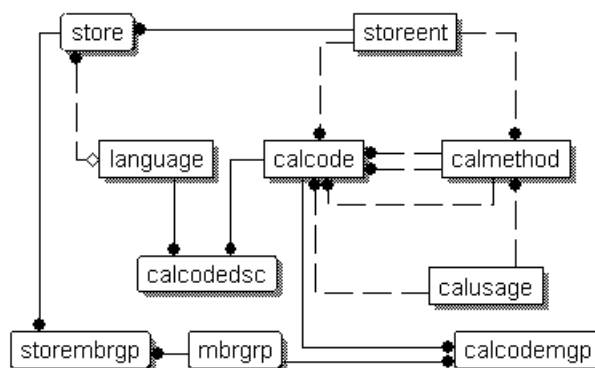 store
storeent
language
calcode
calmethod
calcodedsc
calusage
storembrgp
mbrgrp
calcodemgp